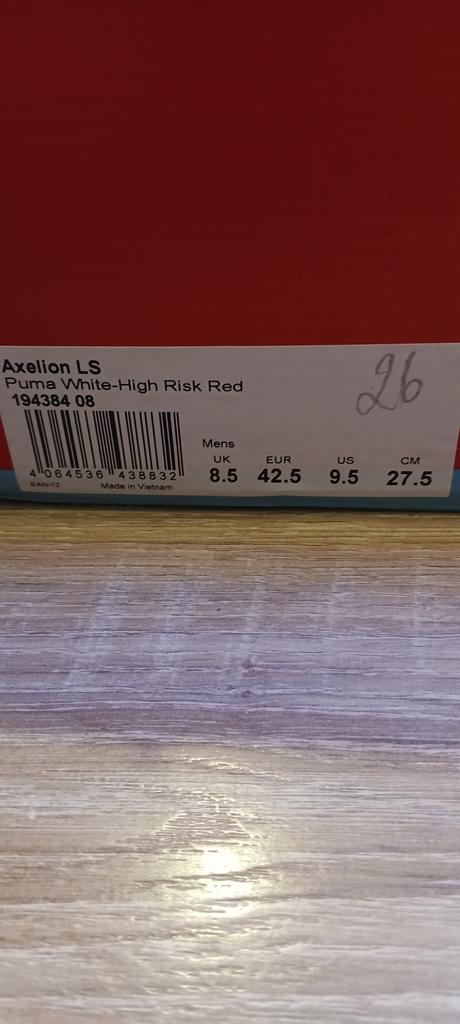 Axelion LS
Puma White-High Risk Red
194384 08
26
4 064536 438832
EAN-13
Made in Vietnam
Mens
UK EUR US CM
8.5 42.5 9.5 27.5